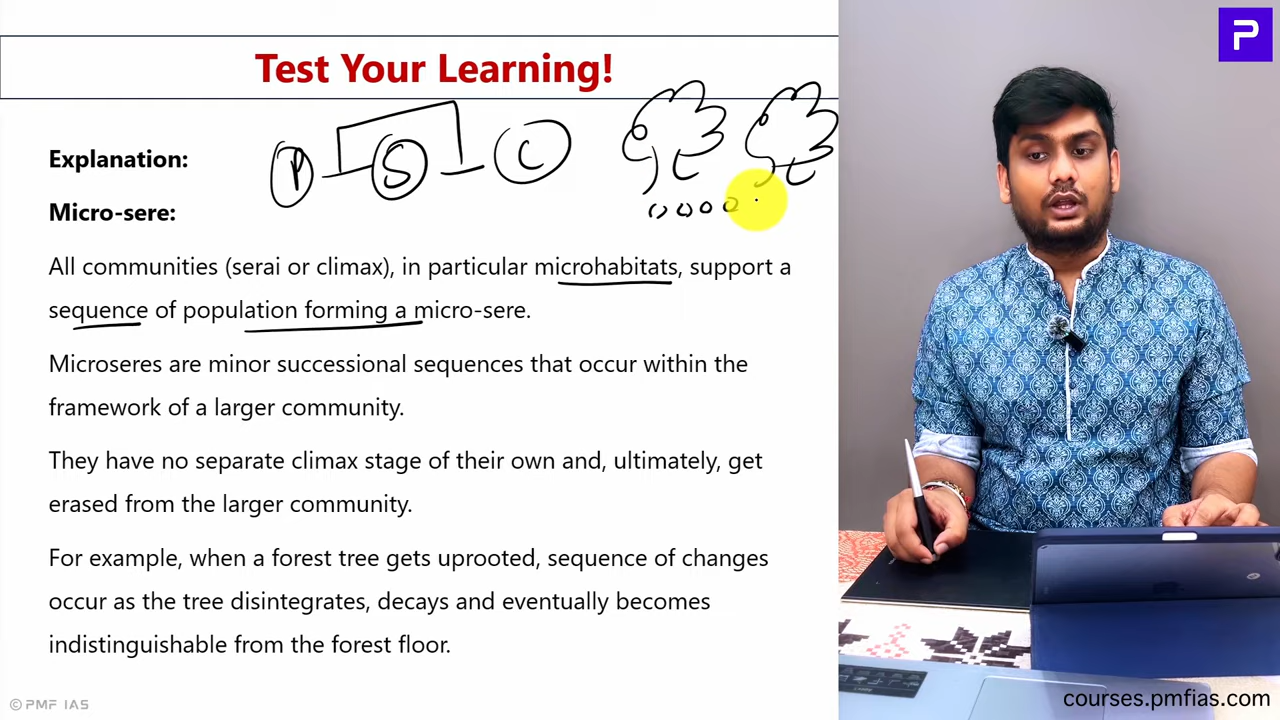 Test Your Learning!
P S C
Explanation:
Micro-sere:
All communities (serai or climax), in particular microhabitats, support a
sequence of population forming a micro-sere.
Microseres are minor successional sequences that occur within the
framework of a larger community.
They have no separate climax stage of their own and, ultimately, get
erased from the larger community.
For example, when a forest tree gets uprooted, sequence of changes
occur as the tree disintegrates, decays and eventually becomes
indistinguishable from the forest floor.
© PMF IAS
P
courses.pmfias.com